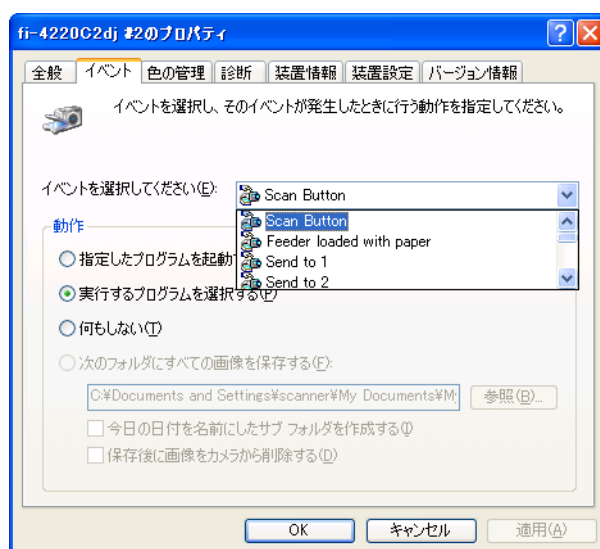 fi-4220C2dj #2のプロパティ
全般 イベント 色の管理 診断 装置情報 装置設定 バージョン情報
イベントを選択し、そのイベントが発生したときに行う動作を指定してください。
イベントを選択してください(E): Scan Button
Scan Button
Feeder loaded with paper
Send to 1
Send to 2
動作
指定したプログラムを起動
実行するプログラムを選択する(P)
何もしない(T)
次のフォルダにすべての画像を保存する(F):
C:¥Documents and Settings¥scanner¥My Documents¥M 参照(B)...
今日の日付を名前にしたサブ フォルダを作成する(I)
保存後に画像をカメラから削除する(D)
OK キャンセル 適用(A)